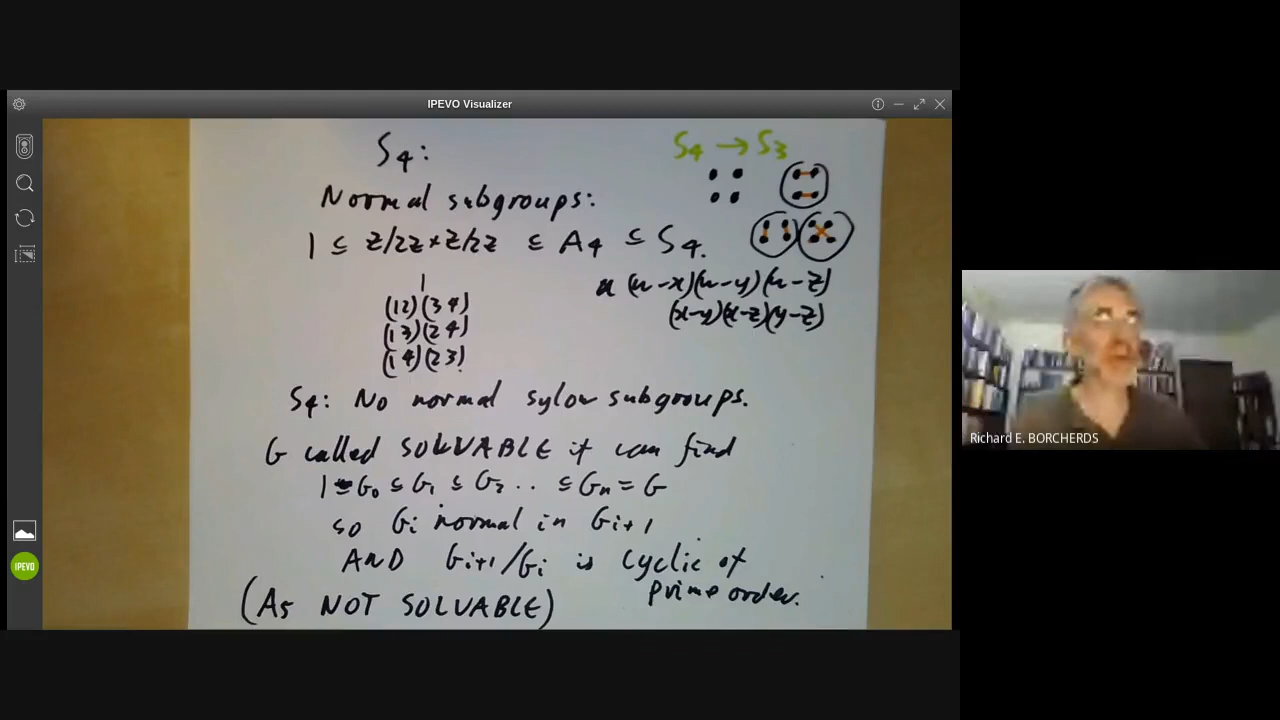 IPEVO Visualizer
S4:
S4 → S3
Normal subgroups:
1 ≤ Z/2Z × Z/2Z ≤ A4 ≤ S4.
1
(12)(34)
(13)(24)
(14)(23)
(u-x)(u-y)(u-z)
(x-y)(x-z)(y-z)
S4: No normal sylow subgroups.
G called SOLVABLE if can find
1 = G0 ≤ G1 ≤ G2 .. ≤ Gn = G
so Gi normal in Gi+1
AND Gi+1/Gi is cyclic of
prime order.
(A5 NOT SOLVABLE)
IPEVO
Richard E. BORCHERDS